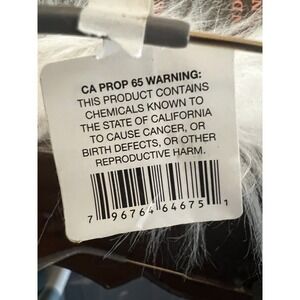 CA PROP 65 WARNING:
THIS PRODUCT CONTAINS
CHEMICALS KNOWN TO
THE STATE OF CALIFORNIA
TO CAUSE CANCER, OR
BIRTH DEFECTS, OR OTHER
REPRODUCTIVE HARM.
7 96764 64675 1